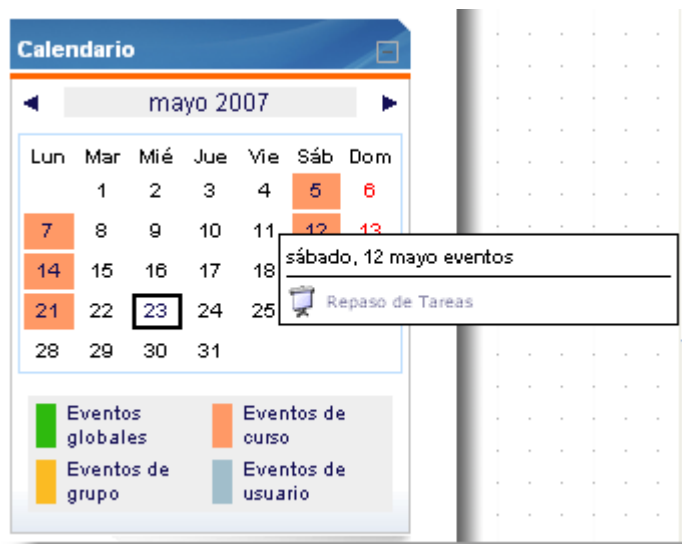 Calendario
mayo 2007
Lun Mar Mié Jue Vie Sáb Dom
1 2 3 4 5 6
7 8 9 10 11 12 13
sábado, 12 mayo eventos
14 15 16 17 18
Repaso de Tareas
21 22 23 24 25
28 29 30 31
Eventos globales
Eventos de curso
Eventos de grupo
Eventos de usuario